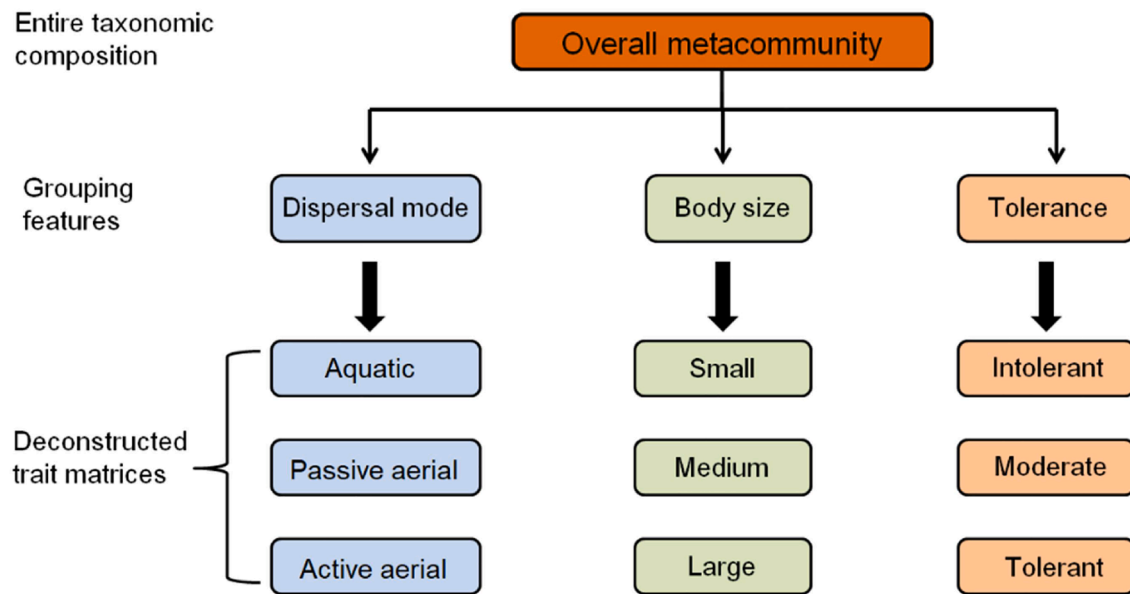 Entire taxonomic
composition
Overall metacommunity
Grouping
features
Dispersal mode
Body size
Tolerance
Deconstructed
trait matrices
Aquatic
Small
Intolerant
Passive aerial
Medium
Moderate
Active aerial
Large
Tolerant